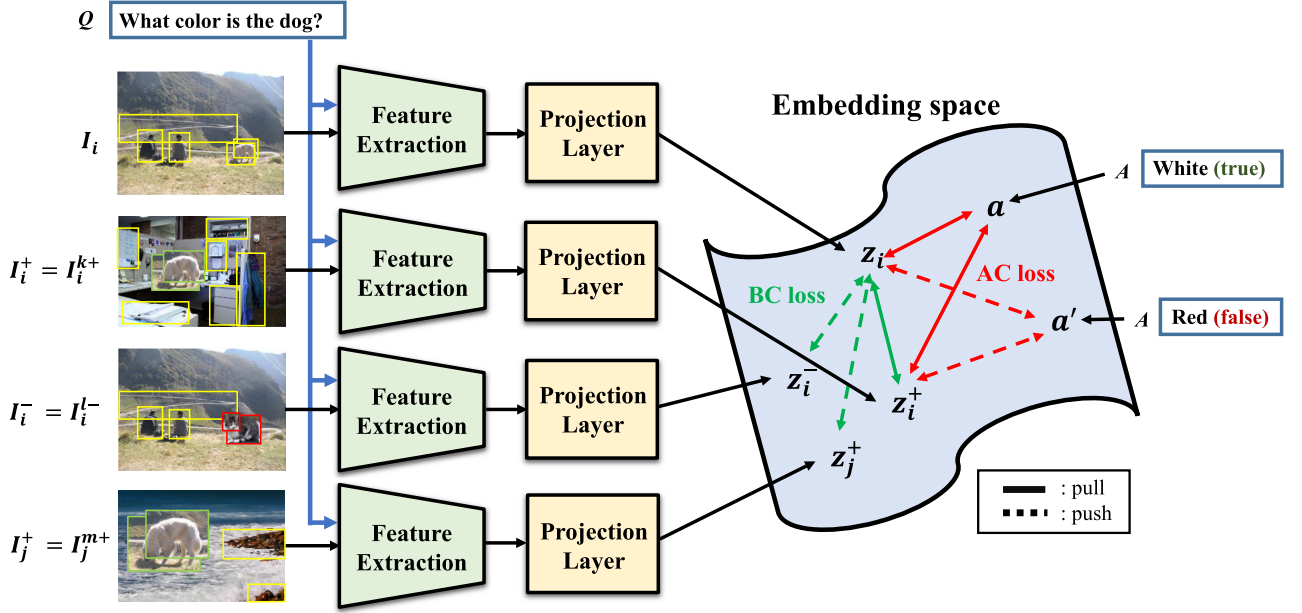 Q What color is the dog?
I_i
Feature Extraction
Projection Layer
Embedding space
A White (true)
a
I_i^+ = I_i^{k+}
Feature Extraction
Projection Layer
z_i
BC loss
AC loss
a′
A Red (false)
I_i^- = I_i^{l-}
Feature Extraction
Projection Layer
z_i^-
z_i^+
z_j^+
: pull
: push
I_j^+ = I_j^{m+}
Feature Extraction
Projection Layer